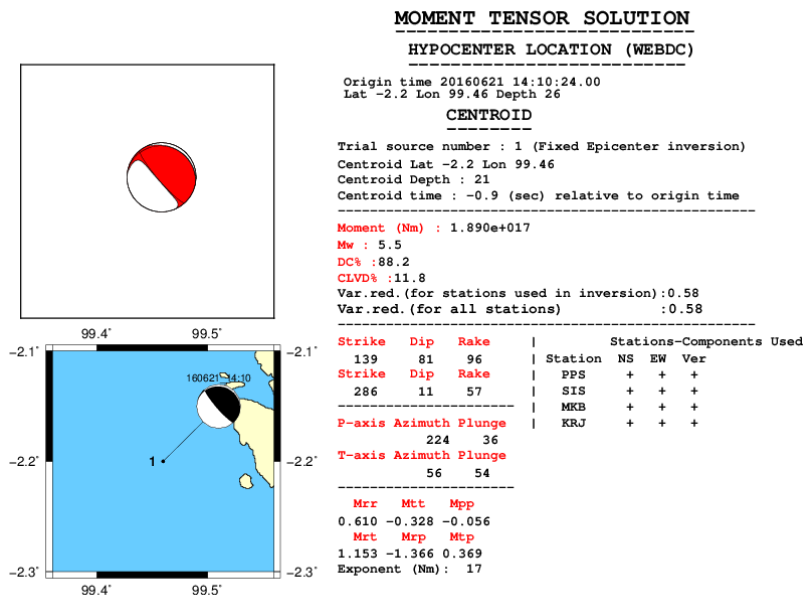 MOMENT TENSOR SOLUTION
HYPOCENTER LOCATION (WEBDC)
Origin time 20160621 14:10:24.00
Lat -2.2 Lon 99.46 Depth 26
CENTROID
Trial source number : 1 (Fixed Epicenter inversion)
Centroid Lat -2.2 Lon 99.46
Centroid Depth : 21
Centroid time : -0.9 (sec) relative to origin time
Moment (Nm) : 1.890e+017
Mw : 5.5
DC% :88.2
CLVD% :11.8
Var.red.(for stations used in inversion):0.58
Var.red.(for all stations) :0.58
Strike Dip Rake | Stations-Components Used
139 81 96 | Station NS EW Ver
Strike Dip Rake | PPS + + +
286 11 57 | SIS + + +
| MKB + + +
P-axis Azimuth Plunge | KRJ + + +
224 36
T-axis Azimuth Plunge
56 54
Mrr Mtt Mpp
0.610 -0.328 -0.056
Mrt Mrp Mtp
1.153 -1.366 0.369
Exponent (Nm): 17
99.4˚ 99.5˚
-2.1˚ -2.1˚
160621_14:10
1
-2.2˚ -2.2˚
-2.3˚ -2.3˚
99.4˚ 99.5˚